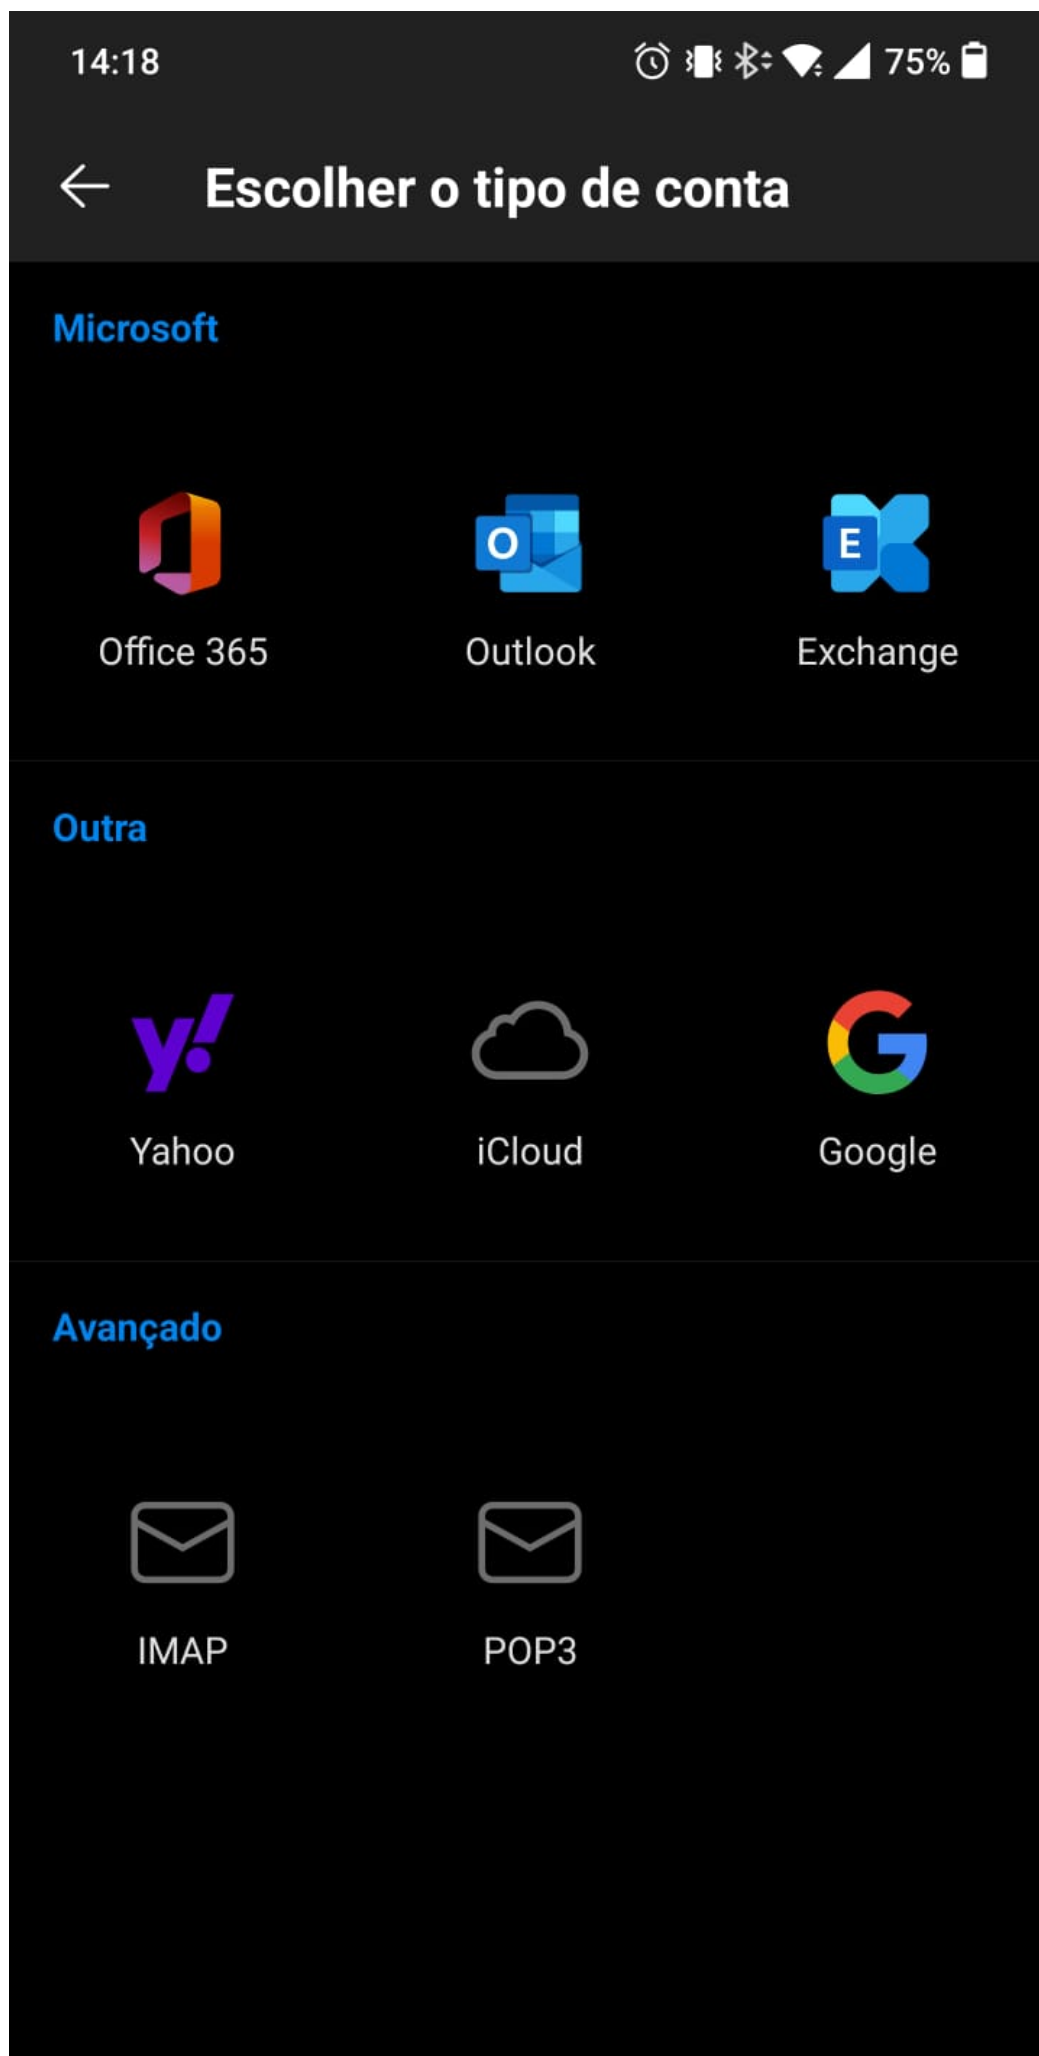 14:18 75%
Escolher o tipo de conta
Microsoft
O E
Office 365 Outlook Exchange
Outra
y! G
Yahoo iCloud Google
Avançado
IMAP POP3